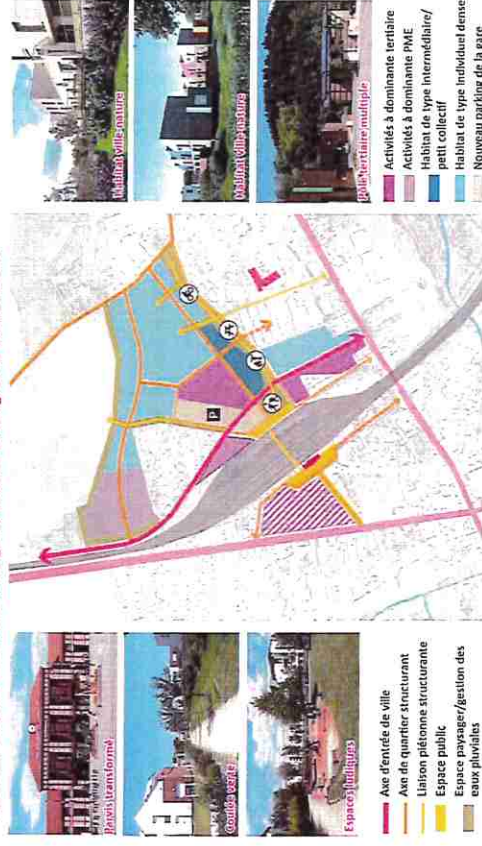 Parvis transformé
Coulée verte
Espaces ludiques
Axe d'entrée de ville
Axe de quartier structurant
Liaison piétonne structurante
Espace public
Espace paysager/gestion des
eaux pluviales
P
Habitat ville-nature
Habitat ville-nature
Pôle tertiaire multiple
Activités à dominante tertiaire
Activités à dominante PME
Habitat de type intermédiaire/
petit collectif
Habitat de type individuel dense
Nouveau parking de la gare